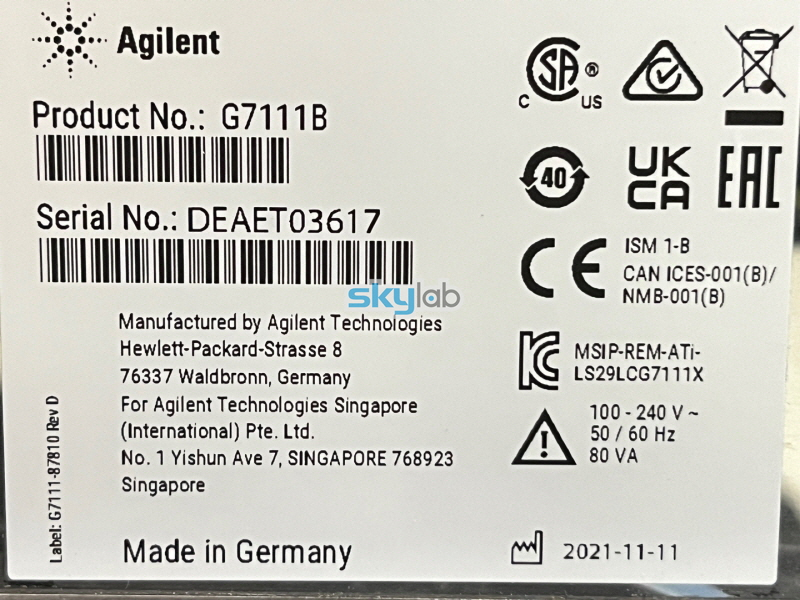 Agilent
Product No.: G7111B
Serial No.: DEAET03617
skylab
Manufactured by Agilent Technologies
Hewlett-Packard-Strasse 8
76337 Waldbronn, Germany
For Agilent Technologies Singapore
(International) Pte. Ltd.
No. 1 Yishun Ave 7, SINGAPORE 768923
Singapore
Made in Germany
Label: G7111-87810 Rev D
C SA ® US
40
UK
CA
EAC
CE
ISM 1-B
CAN ICES-001(B)/
NMB-001(B)
KC
MSIP-REM-ATi-
LS29LCG7111X
100 - 240 V ~
50 / 60 Hz
80 VA
2021-11-11